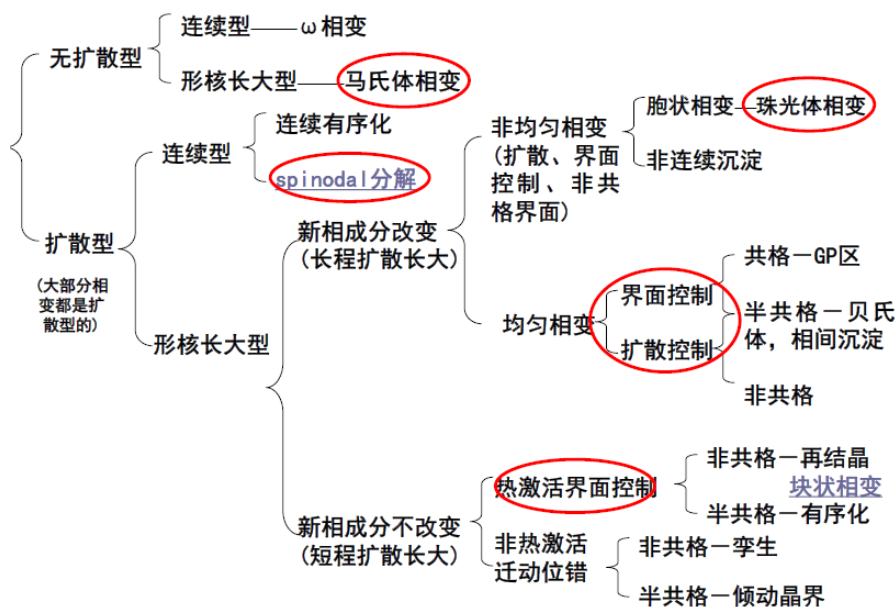 无扩散型
连续型——ω相变
形核长大型——马氏体相变
扩散型
(大部分相
变都是扩
散型的)
连续型
连续有序化
spinodal分解
形核长大型
新相成分改变
(长程扩散长大)
非均匀相变
(扩散、界面
控制、非共
格界面)
胞状相变—珠光体相变
非连续沉淀
均匀相变
界面控制
扩散控制
共格—GP区
半共格—贝氏
体，相间沉淀
非共格
新相成分不改变
(短程扩散长大)
热激活界面控制
非共格—再结晶
块状相变
半共格—有序化
非热激活
迁动位错
非共格—孪生
半共格—倾动晶界